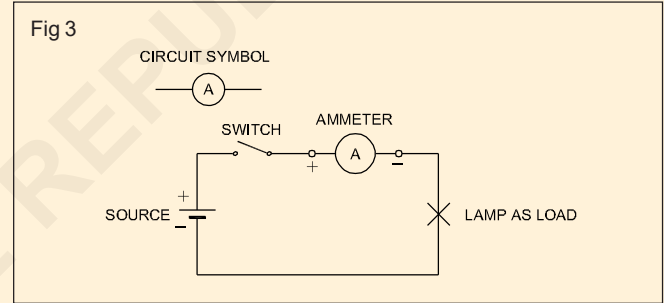 Fig 3
CIRCUIT SYMBOL
A
SWITCH
AMMETER
A
+
–
+
SOURCE
–
LAMP AS LOAD